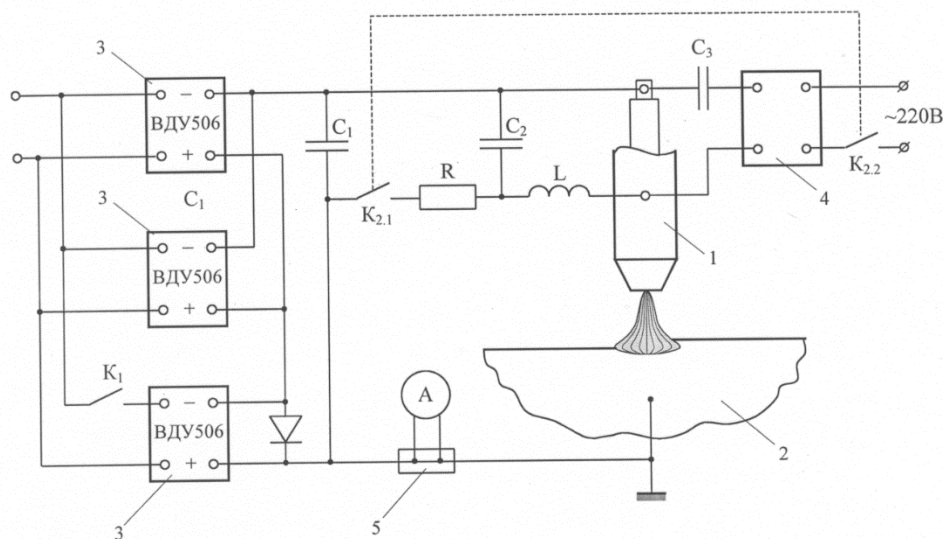 3
– ВДУ506 +
C₁
C₂
C₃
~220В
K₂.₂
4
R
L
K₂.₁
1
3
C₁
– ВДУ506 +
K₁
– ВДУ506 +
3
A
5
2